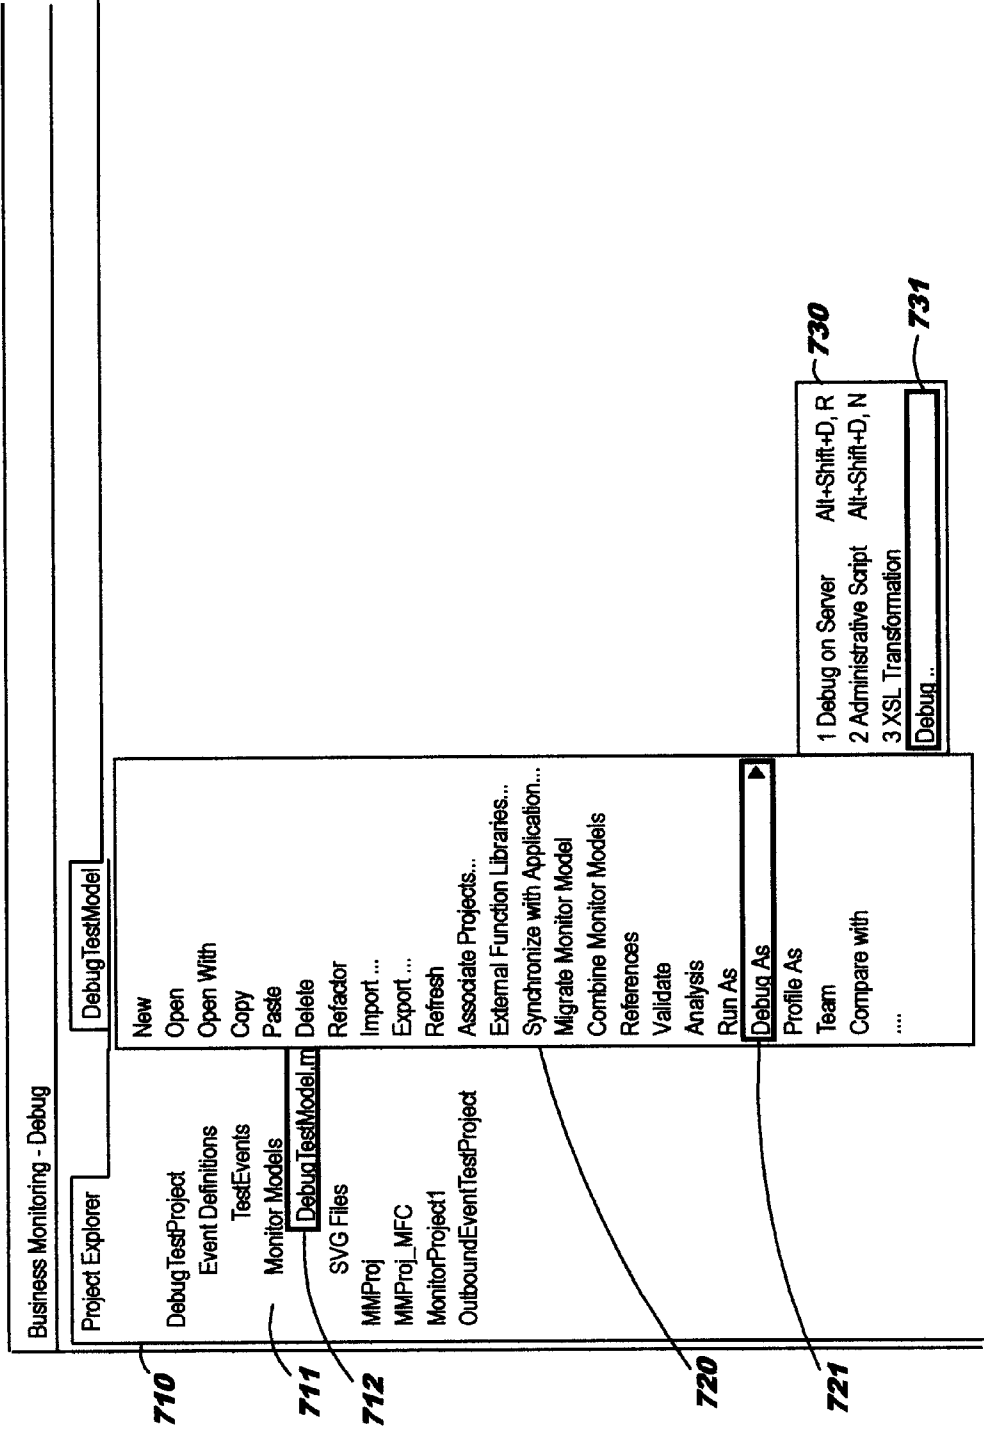 Business Monitoring - Debug
Project Explorer
DebugTestModel
DebugTestProject
Event Definitions
TestEvents
Monitor Models
DebugTestModel.m
SVG Files
MMProj
MMProj_MFC
MonitorProject1
OutboundEventTestProject
New
Open
Open With
Copy
Paste
Delete
Refactor
Import ...
Export ...
Refresh
Associate Projects...
External Function Libraries...
Synchronize with Application...
Migrate Monitor Model
Combine Monitor Models
References
Validate
Analysis
Run As
Debug As
Profile As
Team
Compare with
....
1 Debug on Server Alt+Shift+D, R
2 Administrative Script Alt+Shift+D, N
3 XSL Transformation
Debug ..
710
711
712
720
721
730
731